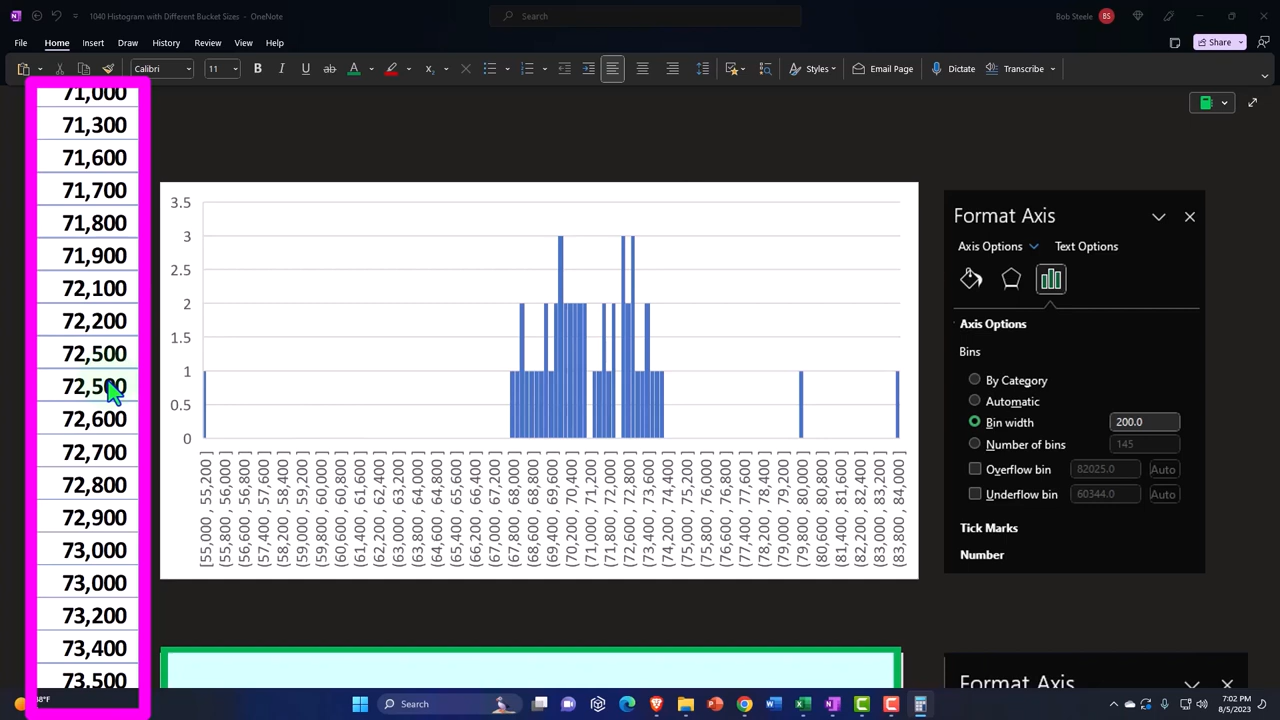 1040 Histogram with Different Bucket Sizes - OneNote
Search
Bob Steele BS
File Home Insert Draw History Review View Help
Share
Calibri 11 B I U ab A x Styles Email Page Dictate Transcribe
71,000
71,300
71,600
71,700
71,800
71,900
72,100
72,200
72,500
72,500
72,600
72,700
72,800
72,900
73,000
73,000
73,200
73,400
73,500
3.5
3
2.5
2
1.5
1
0.5
0
[55,000 , 55,200 ]
(55,800 , 56,000 ]
(56,600 , 56,800 ]
(57,400 , 57,600 ]
(58,200 , 58,400 ]
(59,000 , 59,200 ]
(59,800 , 60,000 ]
(60,600 , 60,800 ]
(61,400 , 61,600 ]
(62,200 , 62,400 ]
(63,000 , 63,200 ]
(63,800 , 64,000 ]
(64,600 , 64,800 ]
(65,400 , 65,600 ]
(66,200 , 66,400 ]
(67,000 , 67,200 ]
(67,800 , 68,000 ]
(68,600 , 68,800 ]
(69,400 , 69,600 ]
(70,200 , 70,400 ]
(71,000 , 71,200 ]
(71,800 , 72,000 ]
(72,600 , 72,800 ]
(73,400 , 73,600 ]
(74,200 , 74,400 ]
(75,000 , 75,200 ]
(75,800 , 76,000 ]
(76,600 , 76,800 ]
(77,400 , 77,600 ]
(78,200 , 78,400 ]
(79,000 , 79,200 ]
(79,800 , 80,000 ]
(80,600 , 80,800 ]
(81,400 , 81,600 ]
(82,200 , 82,400 ]
(83,000 , 83,200 ]
(83,800 , 84,000 ]
Format Axis
Axis Options Text Options
Axis Options
Bins
By Category
Automatic
Bin width 200.0
Number of bins 145
Overflow bin 82025.0 Auto
Underflow bin 60344.0 Auto
Tick Marks
Number
Format Axis
Search
7:02 PM
8/5/2023